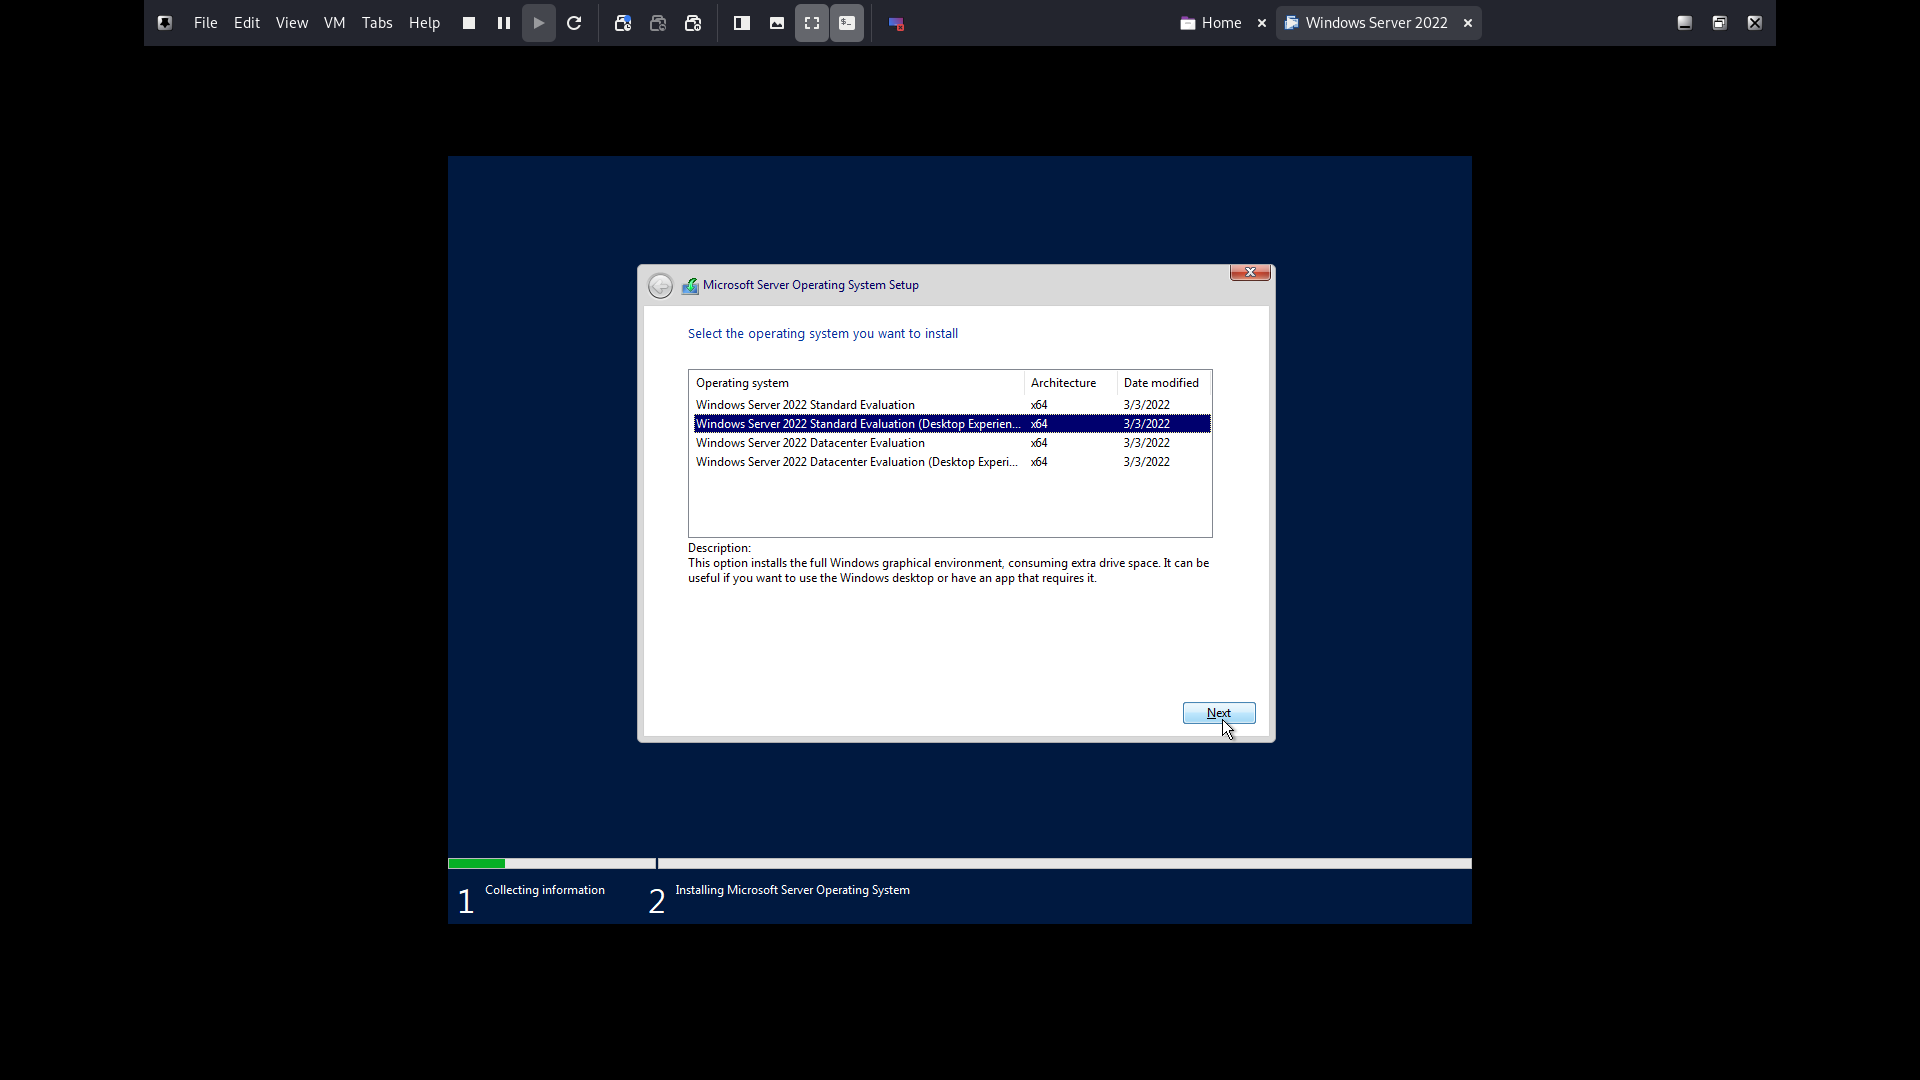 File Edit View VM Tabs Help Home Windows Server 2022
Microsoft Server Operating System Setup
Select the operating system you want to install
Operating system Architecture Date modified
Windows Server 2022 Standard Evaluation x64 3/3/2022
Windows Server 2022 Standard Evaluation (Desktop Experien... x64 3/3/2022
Windows Server 2022 Datacenter Evaluation x64 3/3/2022
Windows Server 2022 Datacenter Evaluation (Desktop Experi... x64 3/3/2022
Description:
This option installs the full Windows graphical environment, consuming extra drive space. It can be
useful if you want to use the Windows desktop or have an app that requires it.
Next
1 Collecting information 2 Installing Microsoft Server Operating System